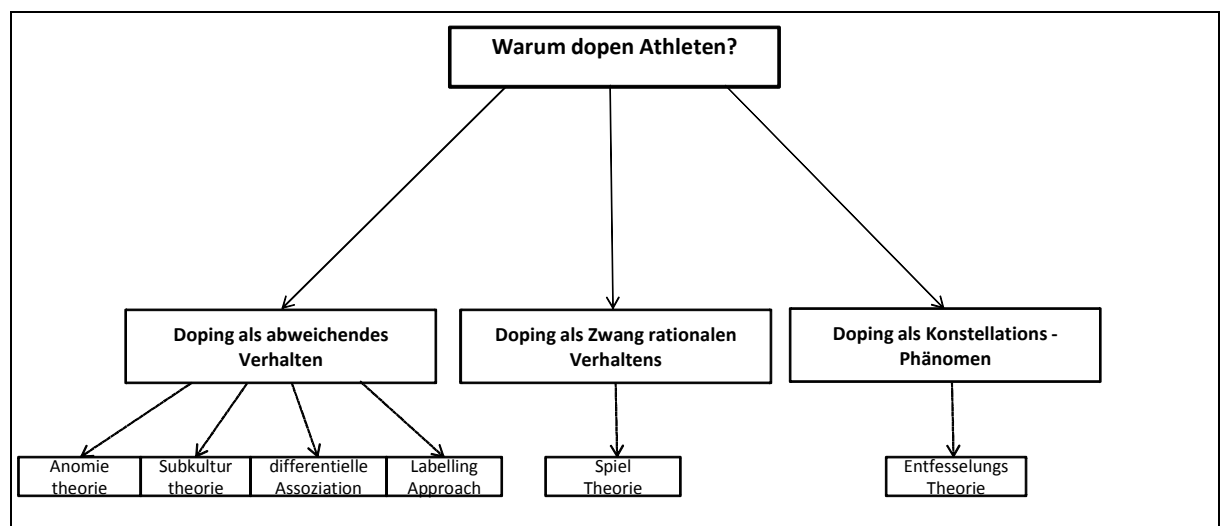 Warum dopen Athleten?
Doping als abweichendes
Verhalten
Doping als Zwang rationalen
Verhaltens
Doping als Konstellations -
Phänomen
Anomie
theorie
Subkultur
theorie
differentielle
Assoziation
Labelling
Approach
Spiel
Theorie
Entfesselungs
Theorie